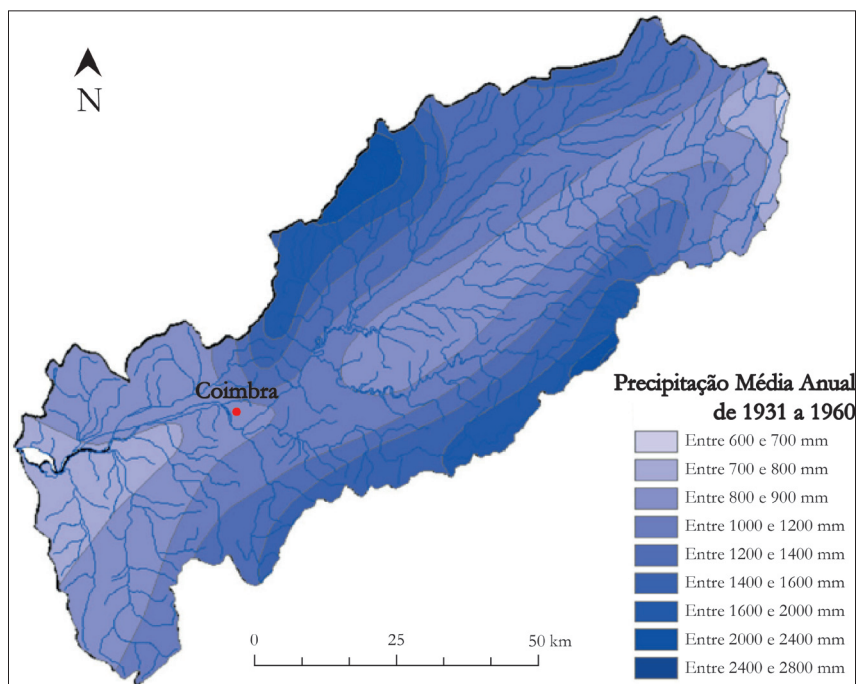 N
Coimbra
Precipitação Média Anual
de 1931 a 1960
Entre 600 e 700 mm
Entre 700 e 800 mm
Entre 800 e 900 mm
Entre 1000 e 1200 mm
Entre 1200 e 1400 mm
Entre 1400 e 1600 mm
Entre 1600 e 2000 mm
Entre 2000 e 2400 mm
Entre 2400 e 2800 mm
0 25 50 km